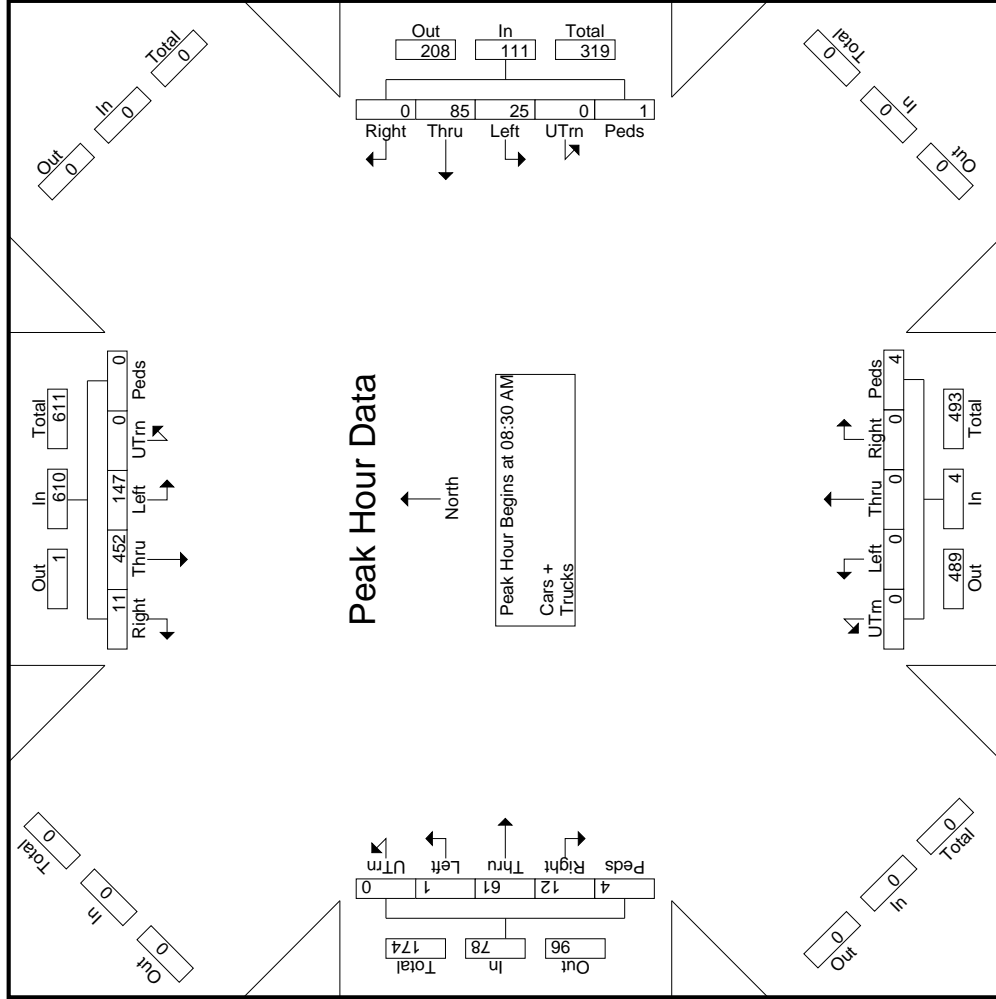 Out In Total
0 0 0
Out In Total
208 111 319
0 85 25 0 1
Right Thru Left UTrn Peds
Total In Out
0 0 0
Out In Total
1 610 611
11 452 147 0 0
Right Thru Left UTrn Peds
Peak Hour Data
North
Peak Hour Begins at 08:30 AM
Cars +
Trucks
UTrn Left Thru Right Peds
0 0 0 0 4
489 4 493
Out In Total
Total In Out
0 0 0
UTrn Left Thru Right Peds
0 1 61 12 4
174 78 96
Total In Out
0 0 0
Out In Total